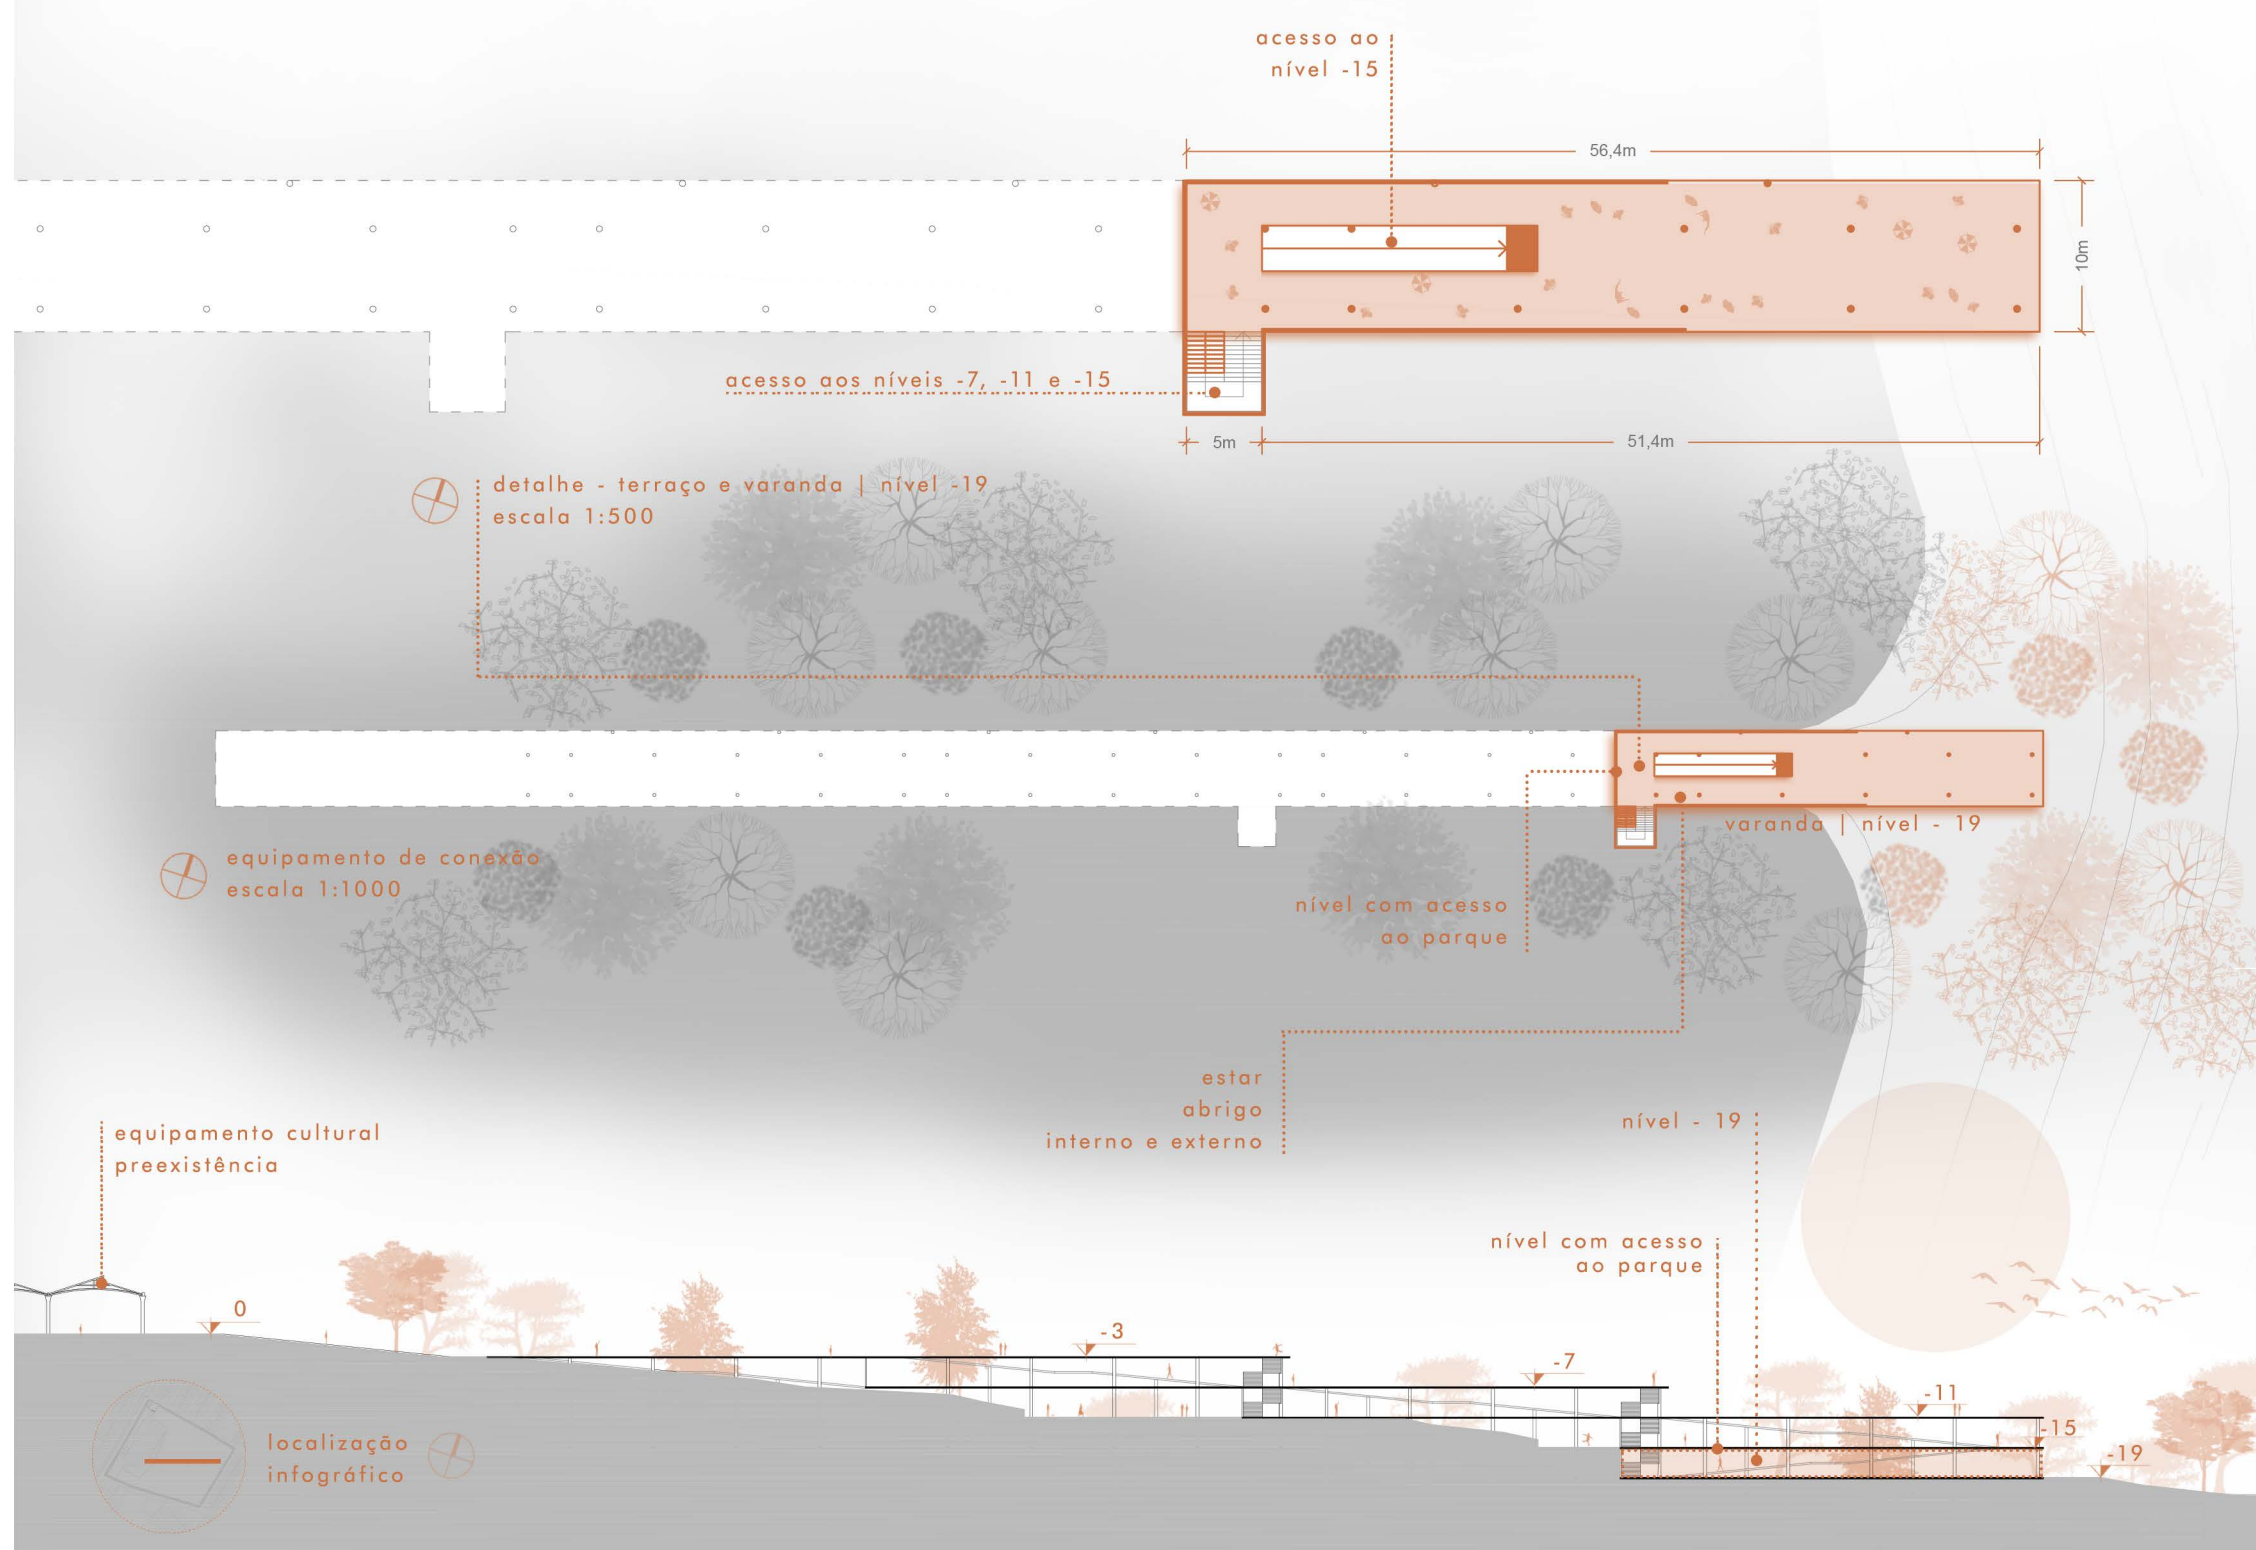 acesso ao
nível -15
56,4m
10m
acesso aos níveis -7, -11 e -15
5m
51,4m
detalhe - terraço e varanda | nível -19
escala 1:500
varanda | nível - 19
equipamento de conexão
escala 1:1000
nível com acesso
ao parque
estar
abrigo
interno e externo
equipamento cultural
preexistência
nível - 19
nível com acesso
ao parque
0
-3
-7
-11
-15
-19
localização
infográfico